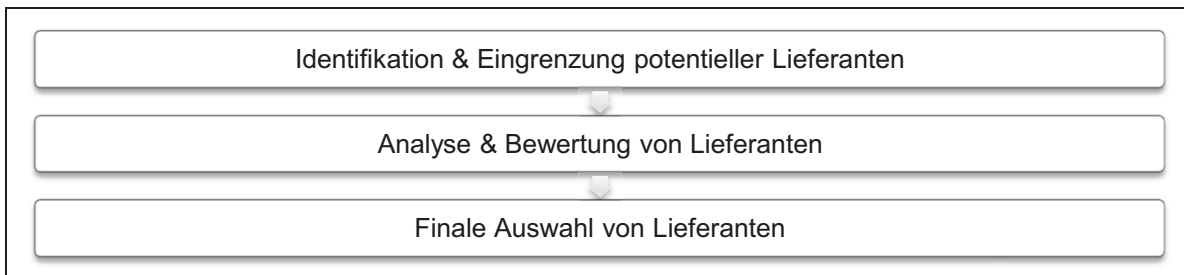 Identifikation & Eingrenzung potentieller Lieferanten
Analyse & Bewertung von Lieferanten
Finale Auswahl von Lieferanten